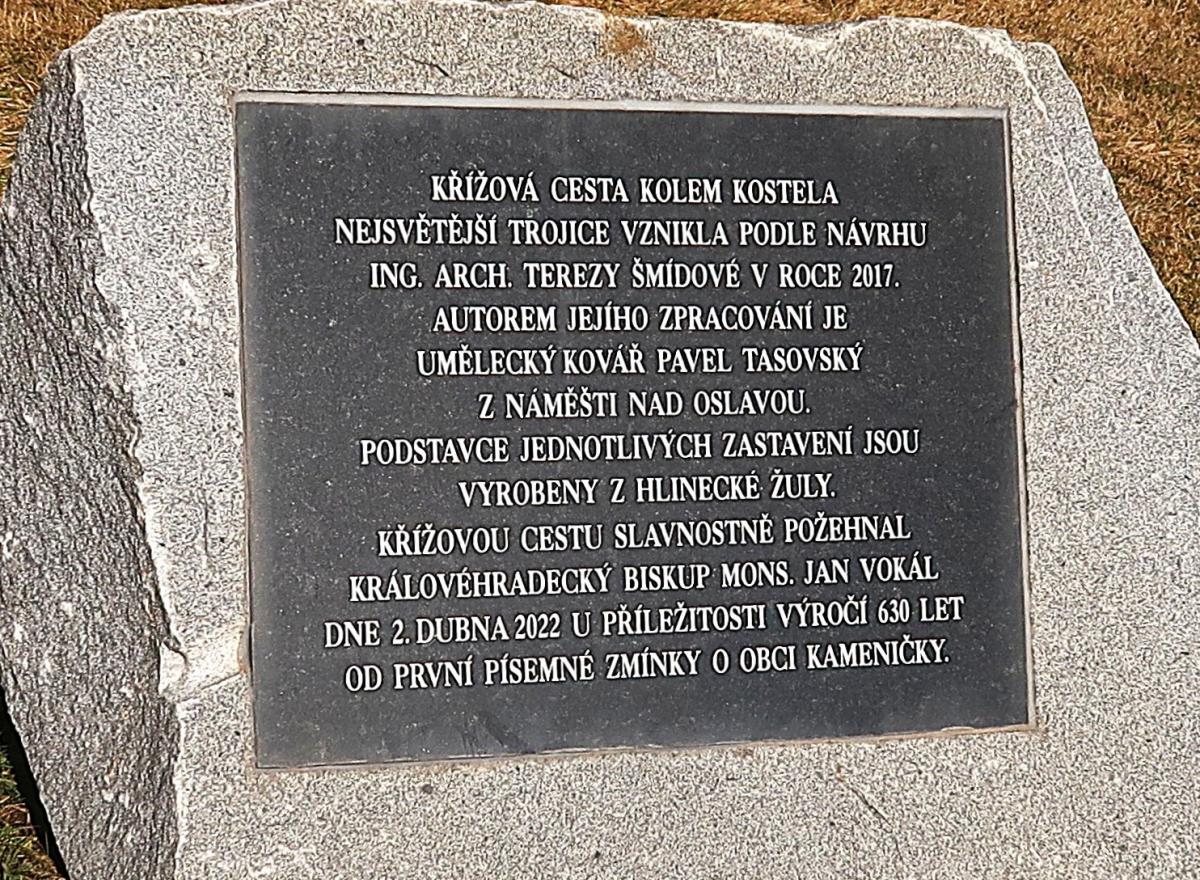 KŘÍŽOVÁ CESTA KOLEM KOSTELA
NEJSVĚTĚJŠÍ TROJICE VZNIKLA PODLE NÁVRHU
ING. ARCH. TEREZY ŠMÍDOVÉ V ROCE 2017.
AUTOREM JEJÍHO ZPRACOVÁNÍ JE
UMĚLECKÝ KOVÁŘ PAVEL TASOVSKÝ
Z NÁMĚŠTI NAD OSLAVOU.
PODSTAVCE JEDNOTLIVÝCH ZASTAVENÍ JSOU
VYROBENY Z HLINECKÉ ŽULY.
KŘÍŽOVOU CESTU SLAVNOSTNĚ POŽEHNAL
KRÁLOVÉHRADECKÝ BISKUP MONS. JAN VOKÁL
DNE 2. DUBNA 2022 U PŘÍLEŽITOSTI VÝROČÍ 630 LET
OD PRVNÍ PÍSEMNÉ ZMÍNKY O OBCI KAMENIČKY.